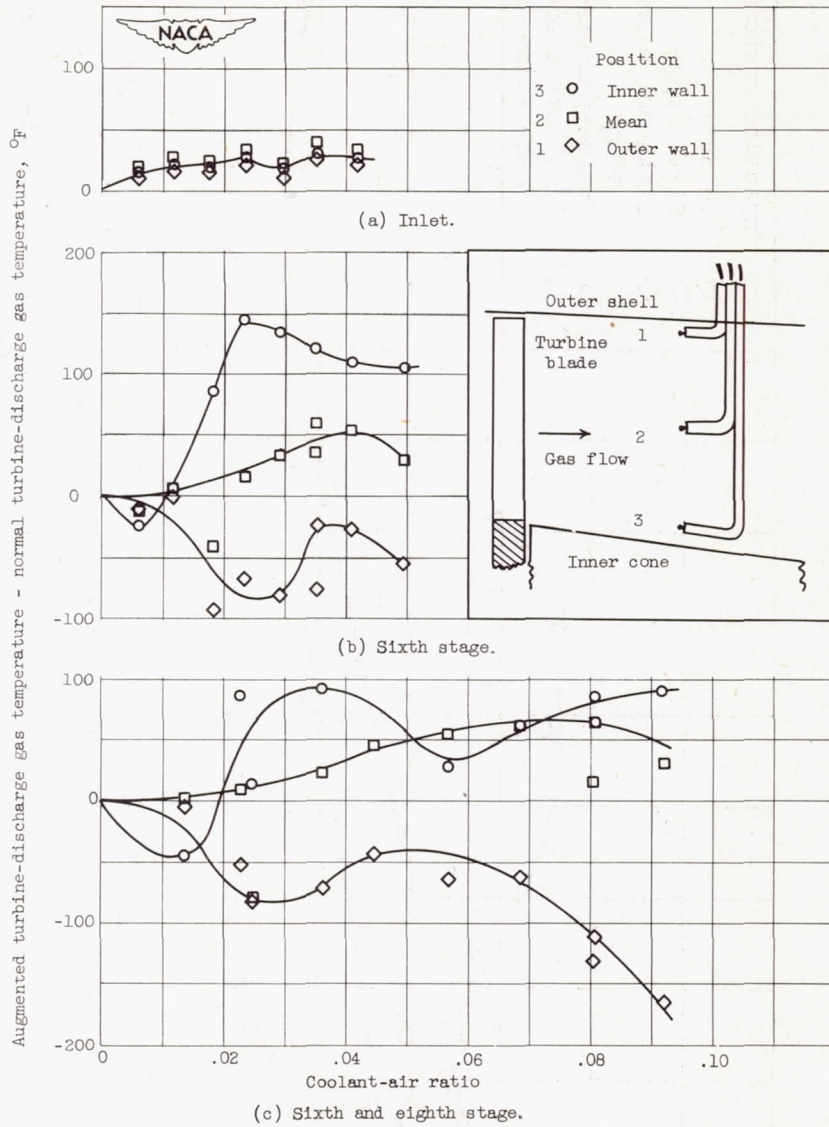 NACA
Position
3 Inner wall
2 Mean
1 Outer wall
100
0
(a) Inlet.
Augmented turbine-discharge gas temperature - normal turbine-discharge gas temperature, °F
200
100
0
-100
Outer shell
1
Turbine
blade
2
Gas flow
3
Inner cone
(b) Sixth stage.
100
0
-100
-200
0 .02 .04 .06 .08 .10
Coolant-air ratio
(c) Sixth and eighth stage.